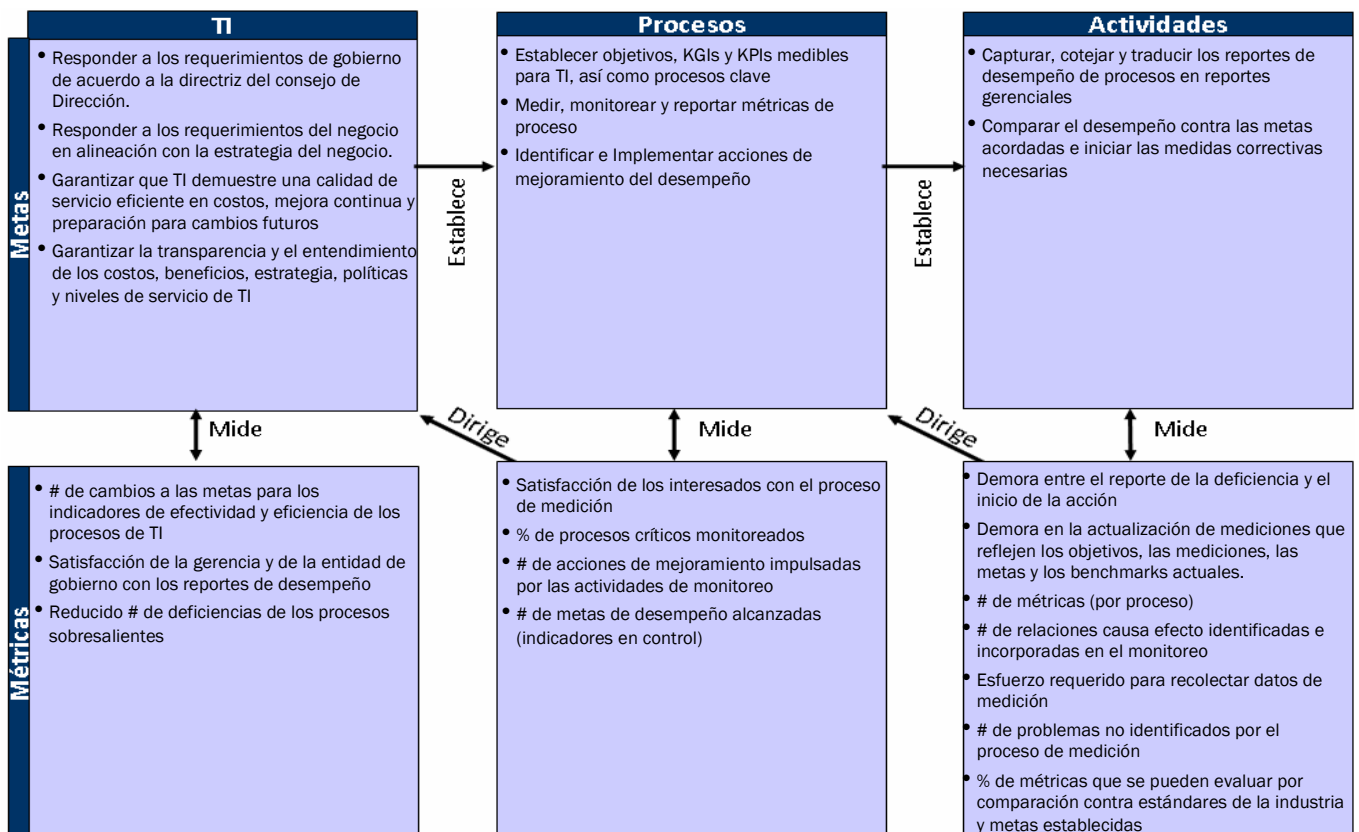 TI
Procesos
Actividades
Metas
• Responder a los requerimientos de gobierno
de acuerdo a la directriz del consejo de
Dirección.
• Responder a los requerimientos del negocio
en alineación con la estrategia del negocio.
• Garantizar que TI demuestre una calidad de
servicio eficiente en costos, mejora continua y
preparación para cambios futuros
• Garantizar la transparencia y el entendimiento
de los costos, beneficios, estrategia, políticas
y niveles de servicio de TI
Establece
• Establecer objetivos, KGIs y KPIs medibles
para TI, así como procesos clave
• Medir, monitorear y reportar métricas de
proceso
• Identificar e Implementar acciones de
mejoramiento del desempeño
Establece
• Capturar, cotejar y traducir los reportes de
desempeño de procesos en reportes
gerenciales
• Comparar el desempeño contra las metas
acordadas e iniciar las medidas correctivas
necesarias
Mide
Dirige
Mide
Dirige
Mide
Métricas
• # de cambios a las metas para los
indicadores de efectividad y eficiencia de los
procesos de TI
• Satisfacción de la gerencia y de la entidad de
gobierno con los reportes de desempeño
• Reducido # de deficiencias de los procesos
sobresalientes
• Satisfacción de los interesados con el proceso
de medición
• % de procesos críticos monitoreados
• # de acciones de mejoramiento impulsadas
por las actividades de monitoreo
• # de metas de desempeño alcanzadas
(indicadores en control)
• Demora entre el reporte de la deficiencia y el
inicio de la acción
• Demora en la actualización de mediciones que
reflejen los objetivos, las mediciones, las
metas y los benchmarks actuales.
• # de métricas (por proceso)
• # de relaciones causa efecto identificadas e
incorporadas en el monitoreo
• Esfuerzo requerido para recolectar datos de
medición
• # de problemas no identificados por el
proceso de medición
• % de métricas que se pueden evaluar por
comparación contra estándares de la industria
y metas establecidas